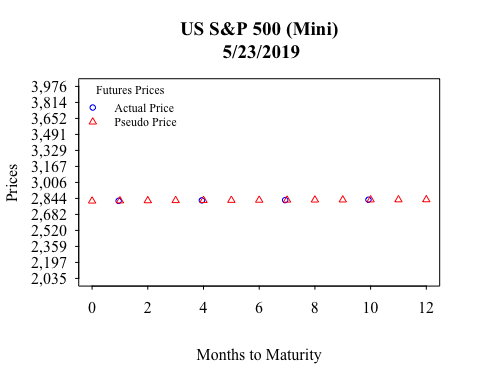 US S&P 500 (Mini)
5/23/2019
Futures Prices
Actual Price
Pseudo Price
Prices
3,976
3,814
3,652
3,491
3,329
3,167
3,006
2,844
2,682
2,520
2,359
2,197
2,035
0 2 4 6 8 10 12
Months to Maturity